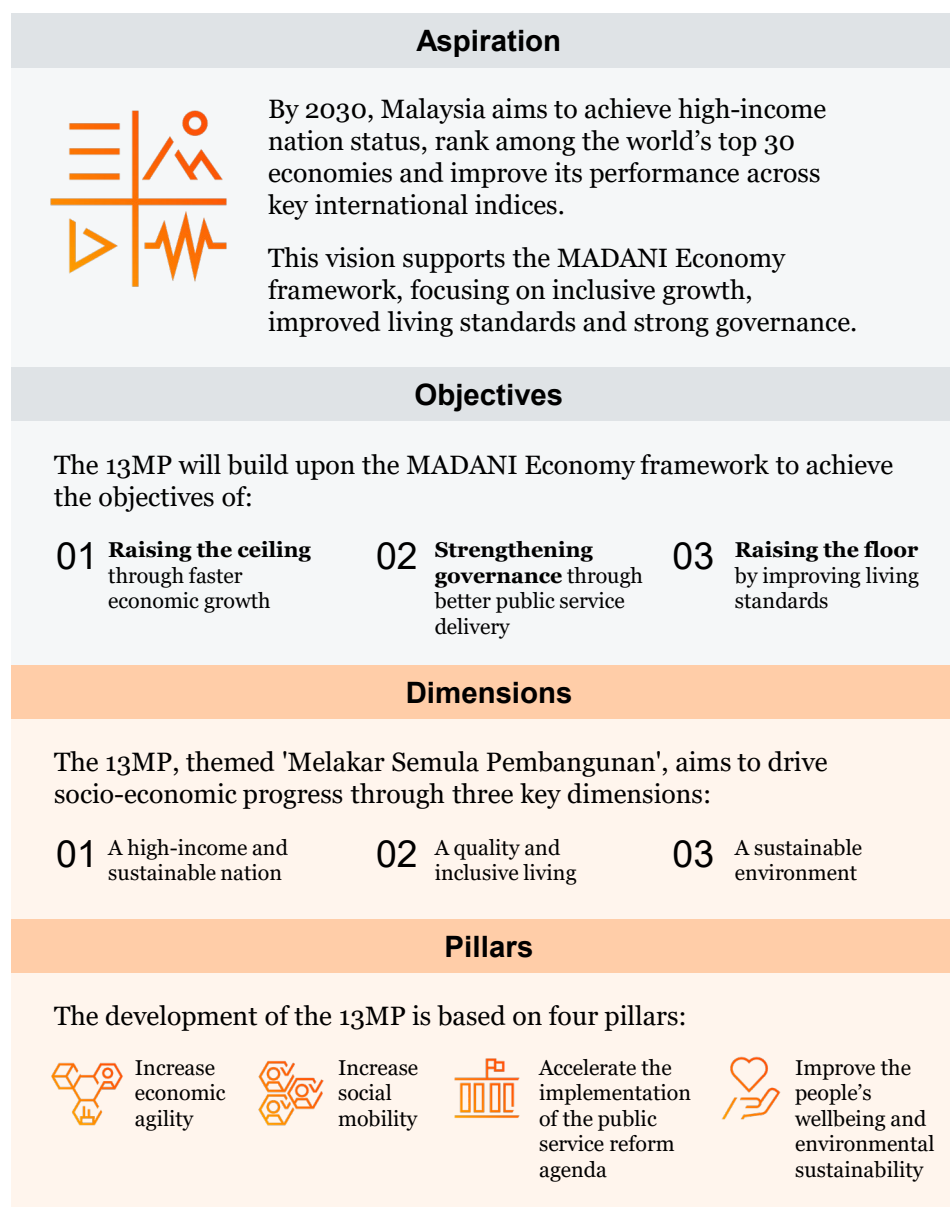 Aspiration
By 2030, Malaysia aims to achieve high-income
nation status, rank among the world's top 30
economies and improve its performance across
key international indices.
This vision supports the MADANI Economy
framework, focusing on inclusive growth,
improved living standards and strong governance.
Objectives
The 13MP will build upon the MADANI Economy framework to achieve
the objectives of:
01 Raising the ceiling
through faster
economic growth
02 Strengthening
governance through
better public service
delivery
03 Raising the floor
by improving living
standards
Dimensions
The 13MP, themed 'Melakar Semula Pembangunan', aims to drive
socio-economic progress through three key dimensions:
01 A high-income and
sustainable nation
02 A quality and
inclusive living
03 A sustainable
environment
Pillars
The development of the 13MP is based on four pillars:
Increase
economic
agility
Increase
social
mobility
Accelerate the
implementation
of the public
service reform
agenda
Improve the
people's
wellbeing and
environmental
sustainability